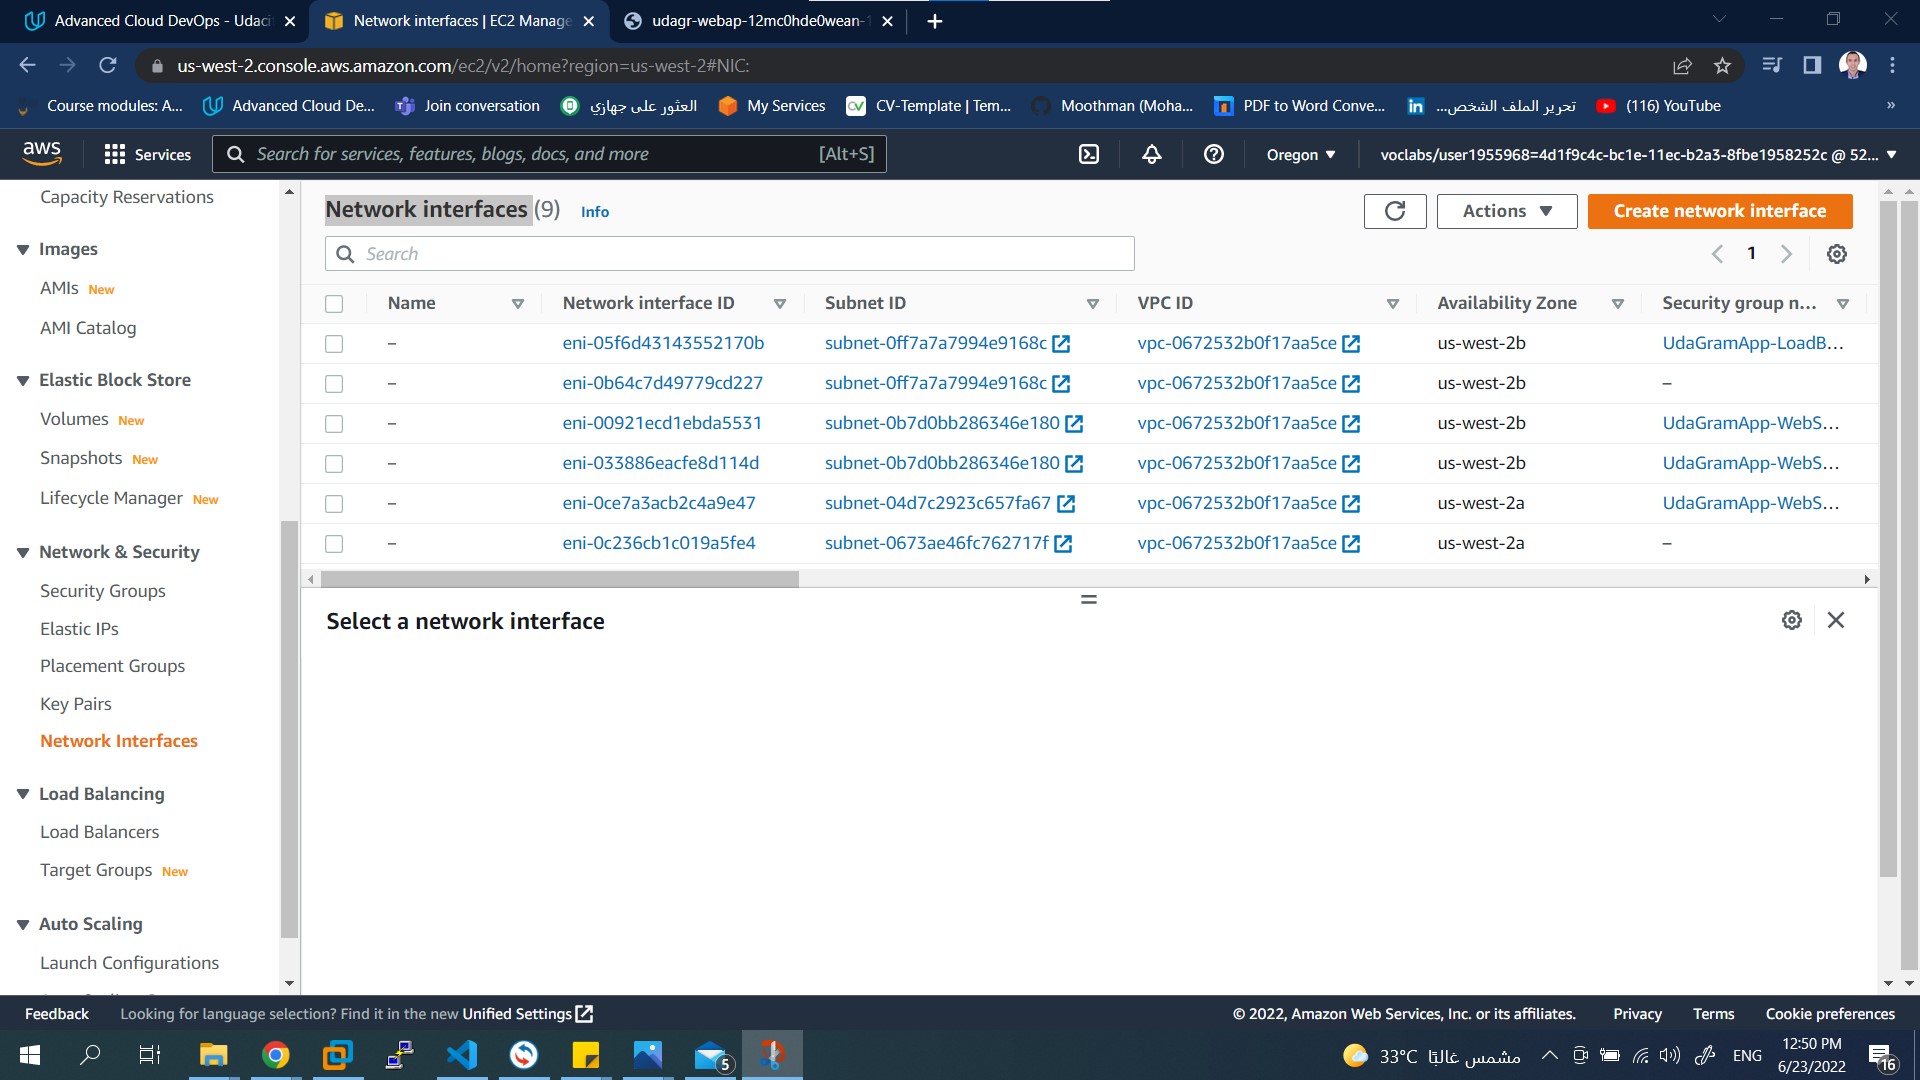 Advanced Cloud DevOps - Udaci
Network interfaces | EC2 Manage
udagr-webap-12mc0hde0wean-1
us-west-2.console.aws.amazon.com/ec2/v2/home?region=us-west-2#NIC:
Course modules: A...
Advanced Cloud De...
Join conversation
العثور على جهازي
My Services
CV-Template | Tem...
Moothman (Moha...
PDF to Word Conve...
تحرير الملف الشخص...
(116) YouTube
»
aws
Services
Search for services, features, blogs, docs, and more
[Alt+S]
Oregon
voclabs/user1955968=4d1f9c4c-bc1e-11ec-b2a3-8fbe1958252c @ 52...
Capacity Reservations
Images
AMIs New
AMI Catalog
Elastic Block Store
Volumes New
Snapshots New
Lifecycle Manager New
Network & Security
Security Groups
Elastic IPs
Placement Groups
Key Pairs
Network Interfaces
Load Balancing
Load Balancers
Target Groups New
Auto Scaling
Launch Configurations
Network interfaces (9) Info
Actions
Create network interface
Search
1
Name Network interface ID Subnet ID VPC ID Availability Zone Security group n...
– eni-05f6d43143552170b subnet-0ff7a7a7994e9168c vpc-0672532b0f17aa5ce us-west-2b UdaGramApp-LoadB...
– eni-0b64c7d49779cd227 subnet-0ff7a7a7994e9168c vpc-0672532b0f17aa5ce us-west-2b –
– eni-00921ecd1ebda5531 subnet-0b7d0bb286346e180 vpc-0672532b0f17aa5ce us-west-2b UdaGramApp-WebS...
– eni-033886eacfe8d114d subnet-0b7d0bb286346e180 vpc-0672532b0f17aa5ce us-west-2b UdaGramApp-WebS...
– eni-0ce7a3acb2c4a9e47 subnet-04d7c2923c657fa67 vpc-0672532b0f17aa5ce us-west-2a UdaGramApp-WebS...
– eni-0c236cb1c019a5fe4 subnet-0673ae46fc762717f vpc-0672532b0f17aa5ce us-west-2a –
Select a network interface
Feedback
Looking for language selection? Find it in the new Unified Settings
© 2022, Amazon Web Services, Inc. or its affiliates.
Privacy
Terms
Cookie preferences
5
33°C مشمس غالبًا
ENG
12:50 PM
6/23/2022
16